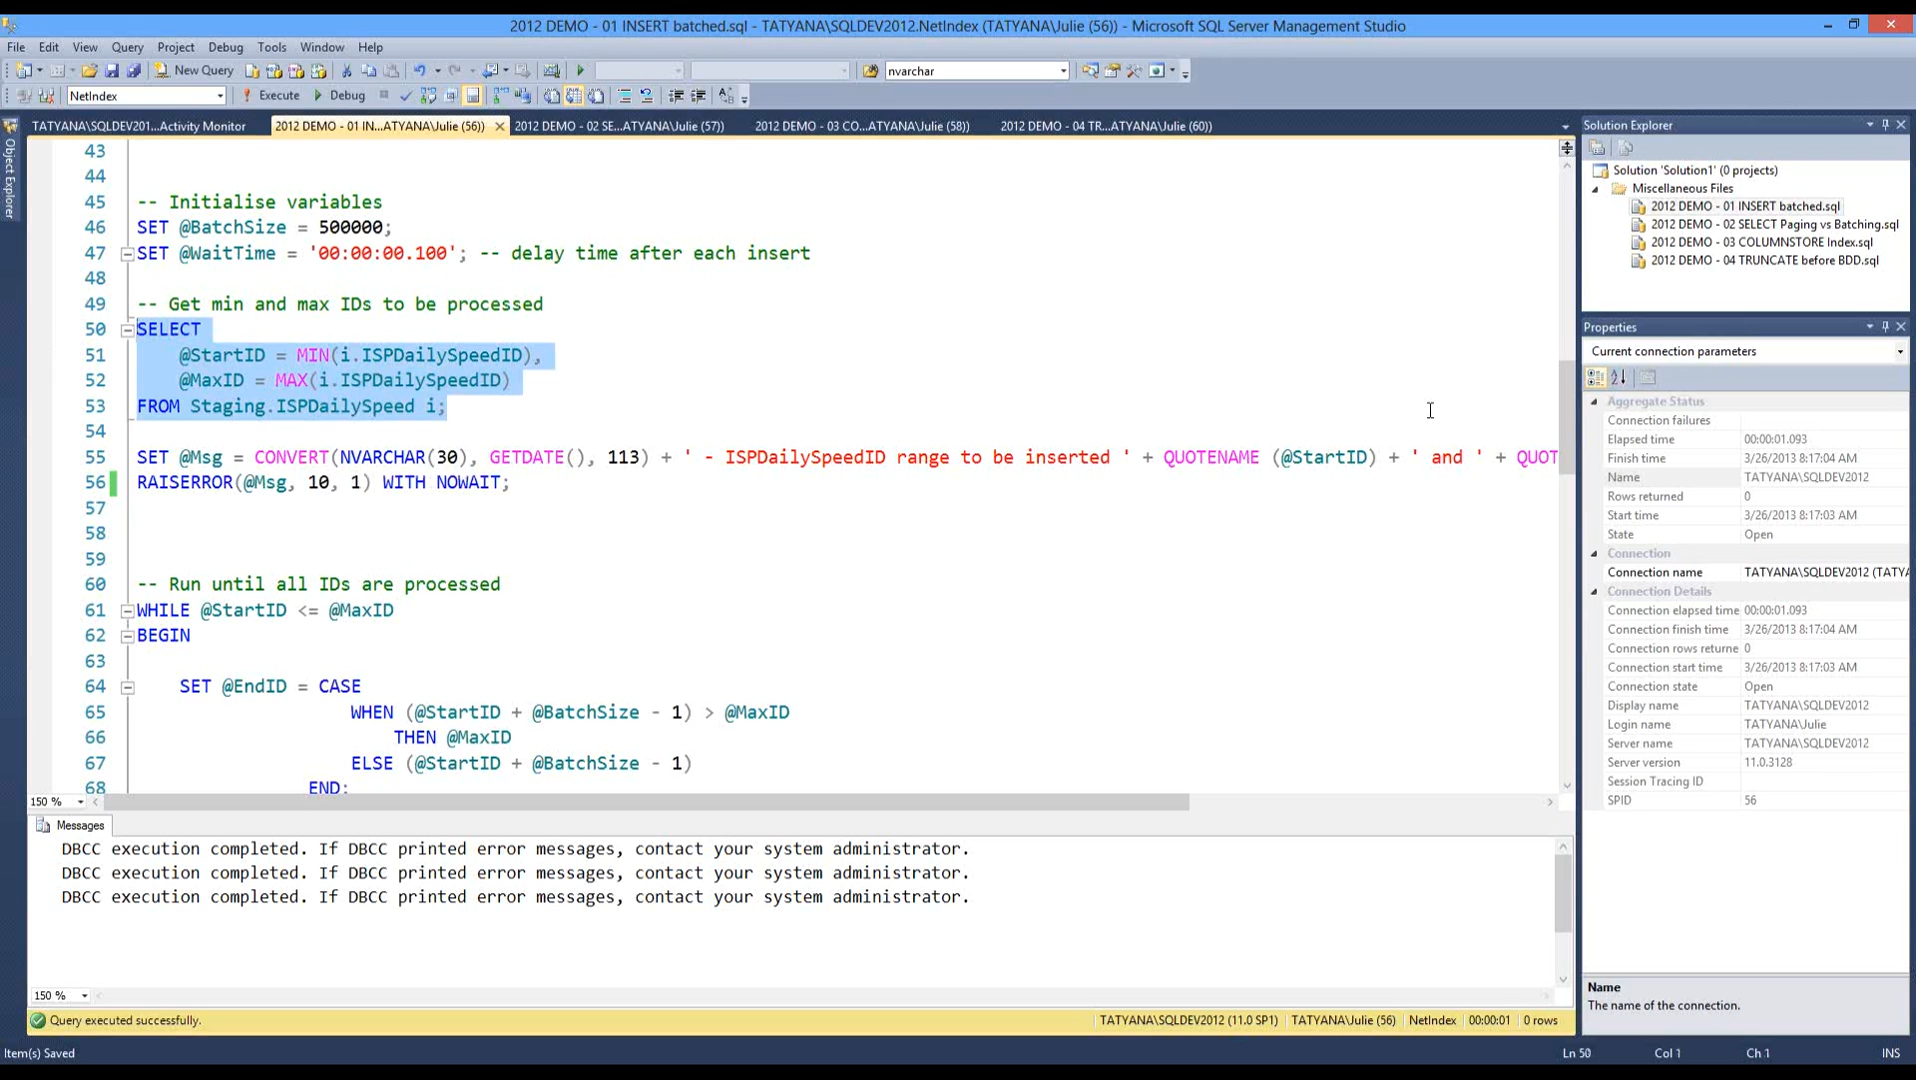 2012 DEMO - 01 INSERT batched.sql - TATYANA\SQLDEV2012.NetIndex (TATYANA\Julie (56)) - Microsoft SQL Server Management Studio
File Edit View Query Project Debug Tools Window Help
New Query nvarchar
NetIndex Execute Debug
TATYANA\SQLDEV201...Activity Monitor 2012 DEMO - 01 IN...ATYANA\Julie (56)) 2012 DEMO - 02 SE...ATYANA\Julie (57)) 2012 DEMO - 03 CO...ATYANA\Julie (58)) 2012 DEMO - 04 TR...ATYANA\Julie (60))
Object Explorer
43
44
45 -- Initialise variables
46 SET @BatchSize = 500000;
47 SET @WaitTime = '00:00:00.100'; -- delay time after each insert
48
49 -- Get min and max IDs to be processed
50 SELECT
51 @StartID = MIN(i.ISPDailySpeedID),
52 @MaxID = MAX(i.ISPDailySpeedID)
53 FROM Staging.ISPDailySpeed i;
54
55 SET @Msg = CONVERT(NVARCHAR(30), GETDATE(), 113) + ' - ISPDailySpeedID range to be inserted ' + QUOTENAME (@StartID) + ' and ' + QUOT
56 RAISERROR(@Msg, 10, 1) WITH NOWAIT;
57
58
59
60 -- Run until all IDs are processed
61 WHILE @StartID <= @MaxID
62 BEGIN
63
64 SET @EndID = CASE
65 WHEN (@StartID + @BatchSize - 1) > @MaxID
66 THEN @MaxID
67 ELSE (@StartID + @BatchSize - 1)
68 END;
150 %
Messages
DBCC execution completed. If DBCC printed error messages, contact your system administrator.
DBCC execution completed. If DBCC printed error messages, contact your system administrator.
DBCC execution completed. If DBCC printed error messages, contact your system administrator.
150 %
Query executed successfully. TATYANA\SQLDEV2012 (11.0 SP1) TATYANA\Julie (56) NetIndex 00:00:01 0 rows
Solution Explorer
Solution 'Solution1' (0 projects)
Miscellaneous Files
2012 DEMO - 01 INSERT batched.sql
2012 DEMO - 02 SELECT Paging vs Batching.sql
2012 DEMO - 03 COLUMNSTORE Index.sql
2012 DEMO - 04 TRUNCATE before BDD.sql
Properties
Current connection parameters
Aggregate Status
Connection failures
Elapsed time 00:00:01.093
Finish time 3/26/2013 8:17:04 AM
Name TATYANA\SQLDEV2012
Rows returned 0
Start time 3/26/2013 8:17:03 AM
State Open
Connection
Connection name TATYANA\SQLDEV2012 (TATYA
Connection Details
Connection elapsed time 00:00:01.093
Connection finish time 3/26/2013 8:17:04 AM
Connection rows returne 0
Connection start time 3/26/2013 8:17:03 AM
Connection state Open
Display name TATYANA\SQLDEV2012
Login name TATYANA\Julie
Server name TATYANA\SQLDEV2012
Server version 11.0.3128
Session Tracing ID
SPID 56
Name
The name of the connection.
Item(s) Saved Ln 50 Col 1 Ch 1 INS